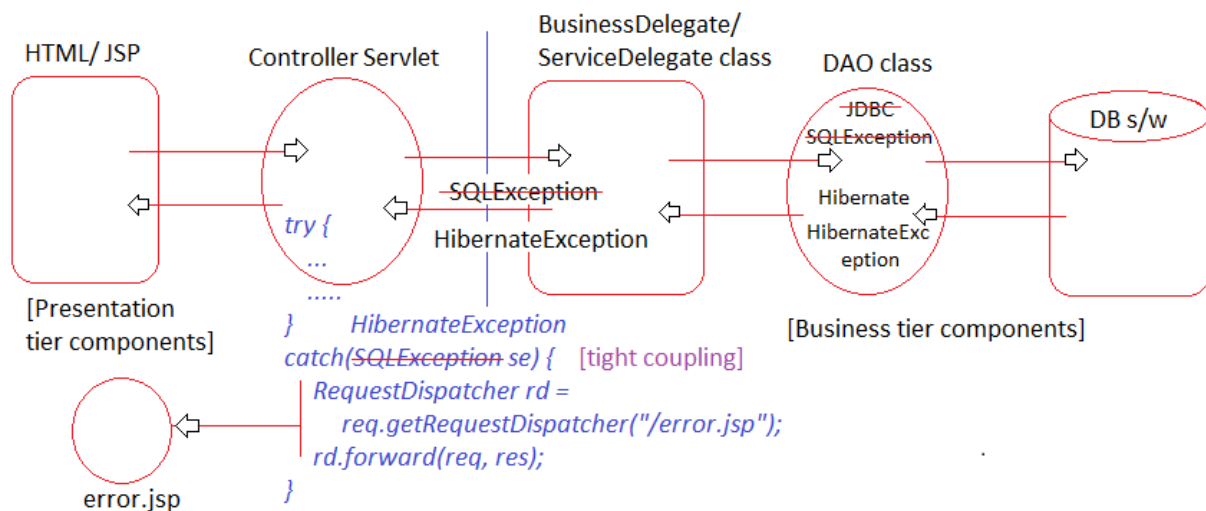 HTML/ JSP
Controller Servlet
BusinessDelegate/
ServiceDelegate class
DAO class
JDBC
SQLException
DB s/w
SQLException
Hibernate
HibernateException
HibernateExc
eption
try {
...
.....
}
HibernateException
catch(SQLException se) {
[tight coupling]
RequestDispatcher rd =
req.getRequestDispatcher("/error.jsp");
rd.forward(req, res);
}
[Presentation
tier components]
[Business tier components]
error.jsp